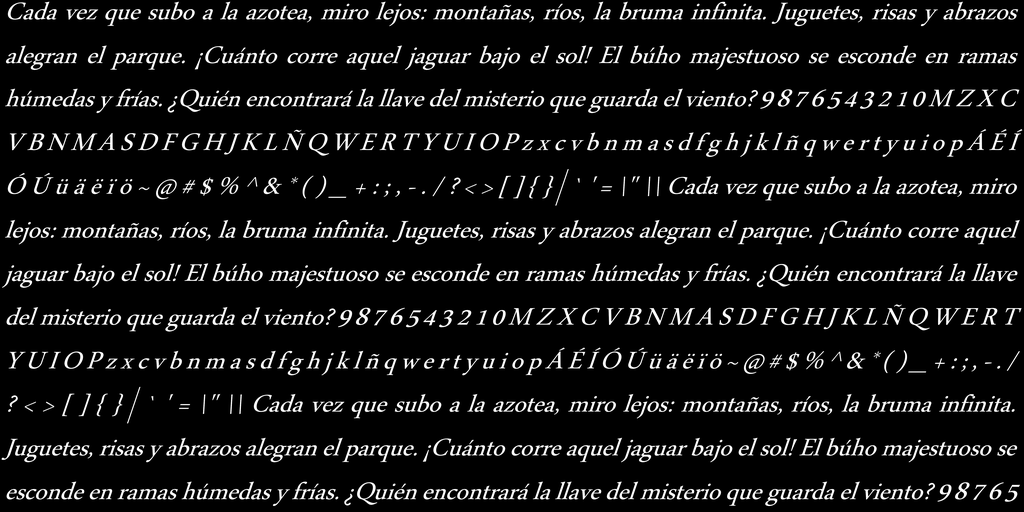 Cada vez que subo a la azotea, miro lejos: montañas, ríos, la bruma infinita. Juguetes, risas y abrazos
alegran el parque. ¡Cuánto corre aquel jaguar bajo el sol! El búho majestuoso se esconde en ramas
húmedas y frías. ¿Quién encontrará la llave del misterio que guarda el viento? 9 8 7 6 5 4 3 2 1 0 M Z X C
V B N M A S D F G H J K L Ñ Q W E R T Y U I O P z x c v b n m a s d f g h j k l ñ q w e r t y u i o p Á É Í
Ó Ú ü ä ë ï ö ~ @ # $ % ^ & * ( ) _ + : ; , - . / ? < > [ ] { } | ` ' = \ " \ | Cada vez que subo a la azotea, miro
lejos: montañas, ríos, la bruma infinita. Juguetes, risas y abrazos alegran el parque. ¡Cuánto corre aquel
jaguar bajo el sol! El búho majestuoso se esconde en ramas húmedas y frías. ¿Quién encontrará la llave
del misterio que guarda el viento? 9 8 7 6 5 4 3 2 1 0 M Z X C V B N M A S D F G H J K L Ñ Q W E R T
Y U I O P z x c v b n m a s d f g h j k l ñ q w e r t y u i o p Á É Í Ó Ú ü ä ë ï ö ~ @ # $ % ^ & * ( ) _ + : ; , - . /
? < > [ ] { } | ` ' = \ " \ | Cada vez que subo a la azotea, miro lejos: montañas, ríos, la bruma infinita.
Juguetes, risas y abrazos alegran el parque. ¡Cuánto corre aquel jaguar bajo el sol! El búho majestuoso se
esconde en ramas húmedas y frías. ¿Quién encontrará la llave del misterio que guarda el viento? 9 8 7 6 5